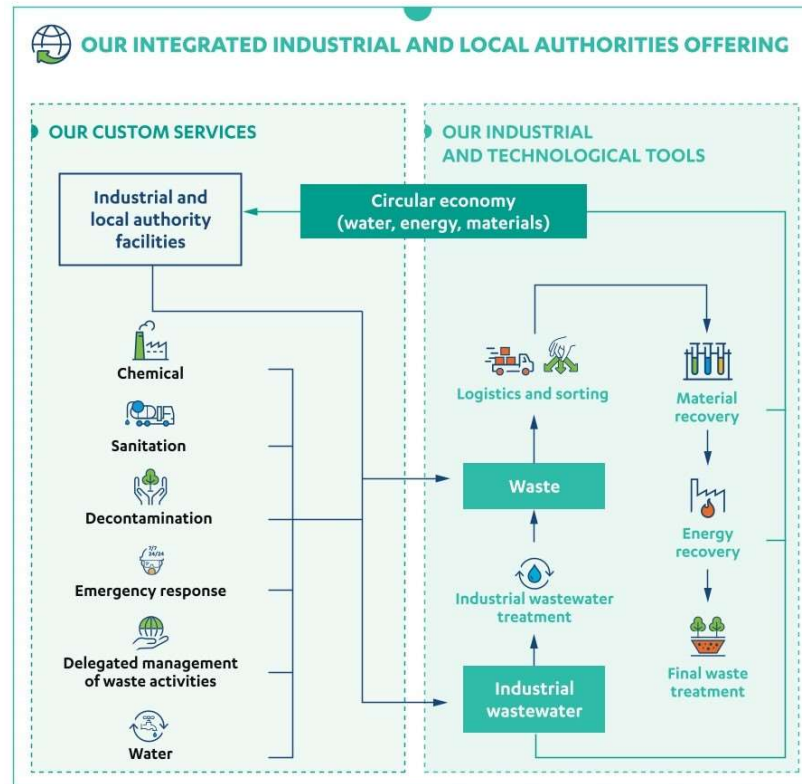 OUR INTEGRATED INDUSTRIAL AND LOCAL AUTHORITIES OFFERING
OUR CUSTOM SERVICES
Industrial and
local authority
facilities
Chemical
Sanitation
Decontamination
7/7
24/24
Emergency response
Delegated management
of waste activities
Water
OUR INDUSTRIAL
AND TECHNOLOGICAL TOOLS
Circular economy
(water, energy, materials)
Logistics and sorting
Waste
Industrial wastewater
treatment
Industrial
wastewater
Material
recovery
Energy
recovery
Final waste
treatment